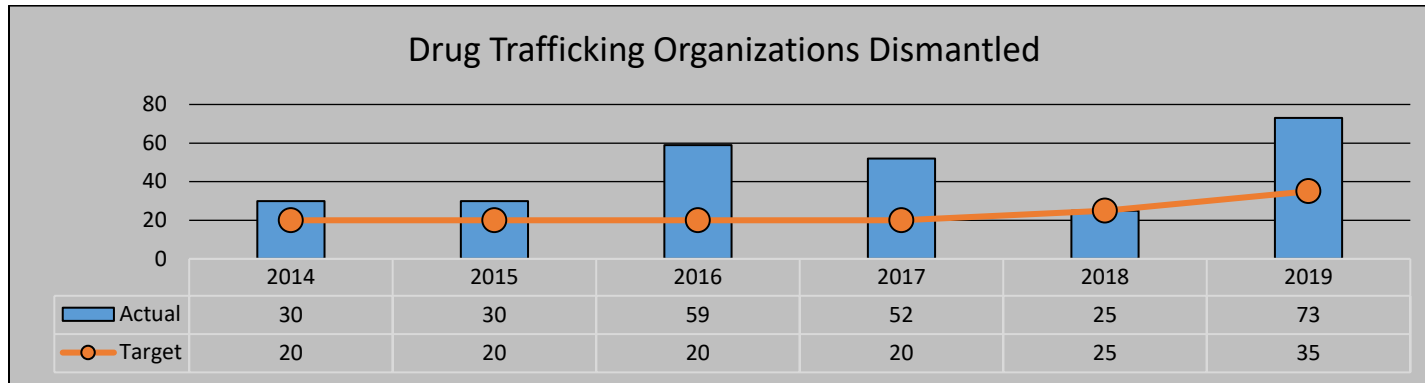 Drug Trafficking Organizations Dismantled
80
60
40
20
0
2014 2015 2016 2017 2018 2019
Actual 30 30 59 52 25 73
Target 20 20 20 20 25 35